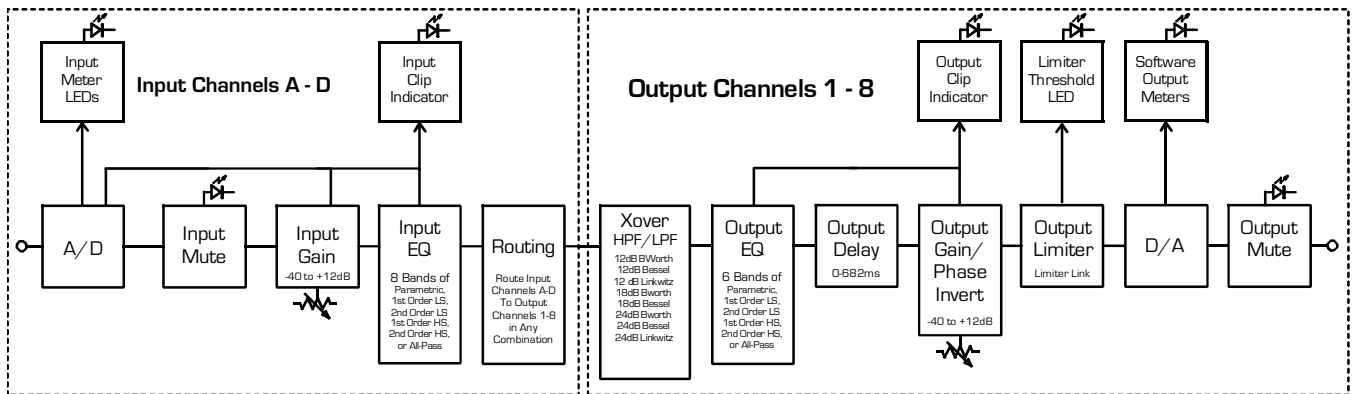 Input
Meter
LEDs
Input Channels A - D
Input
Clip
Indicator
A/D
Input
Mute
Input
Gain
-40 to +12dB
Input
EQ
8 Bands of
Parametric,
1st Order LS,
2nd Order LS
1st Order HS,
2nd Order HS,
or All-Pass
Routing
Route Input
Channels A-D
To Output
Channels 1-8
in Any
Combination
Output Channels 1 - 8
Output
Clip
Indicator
Limiter
Threshold
LED
Software
Output
Meters
Xover
HPF/LPF
12dB BWorth
12dB Bessel
12 dB Linkwitz
18dB Bworth
18dB Bessel
24dB Bworth
24dB Bessel
24dB Linkwitz
Output
EQ
6 Bands of
Parametric,
1st Order LS,
2nd Order LS
1st Order HS,
2nd Order HS,
or All-Pass
Output
Delay
0-682ms
Output
Gain/
Phase
Invert
-40 to +12dB
Output
Limiter
Limiter Link
D/A
Output
Mute